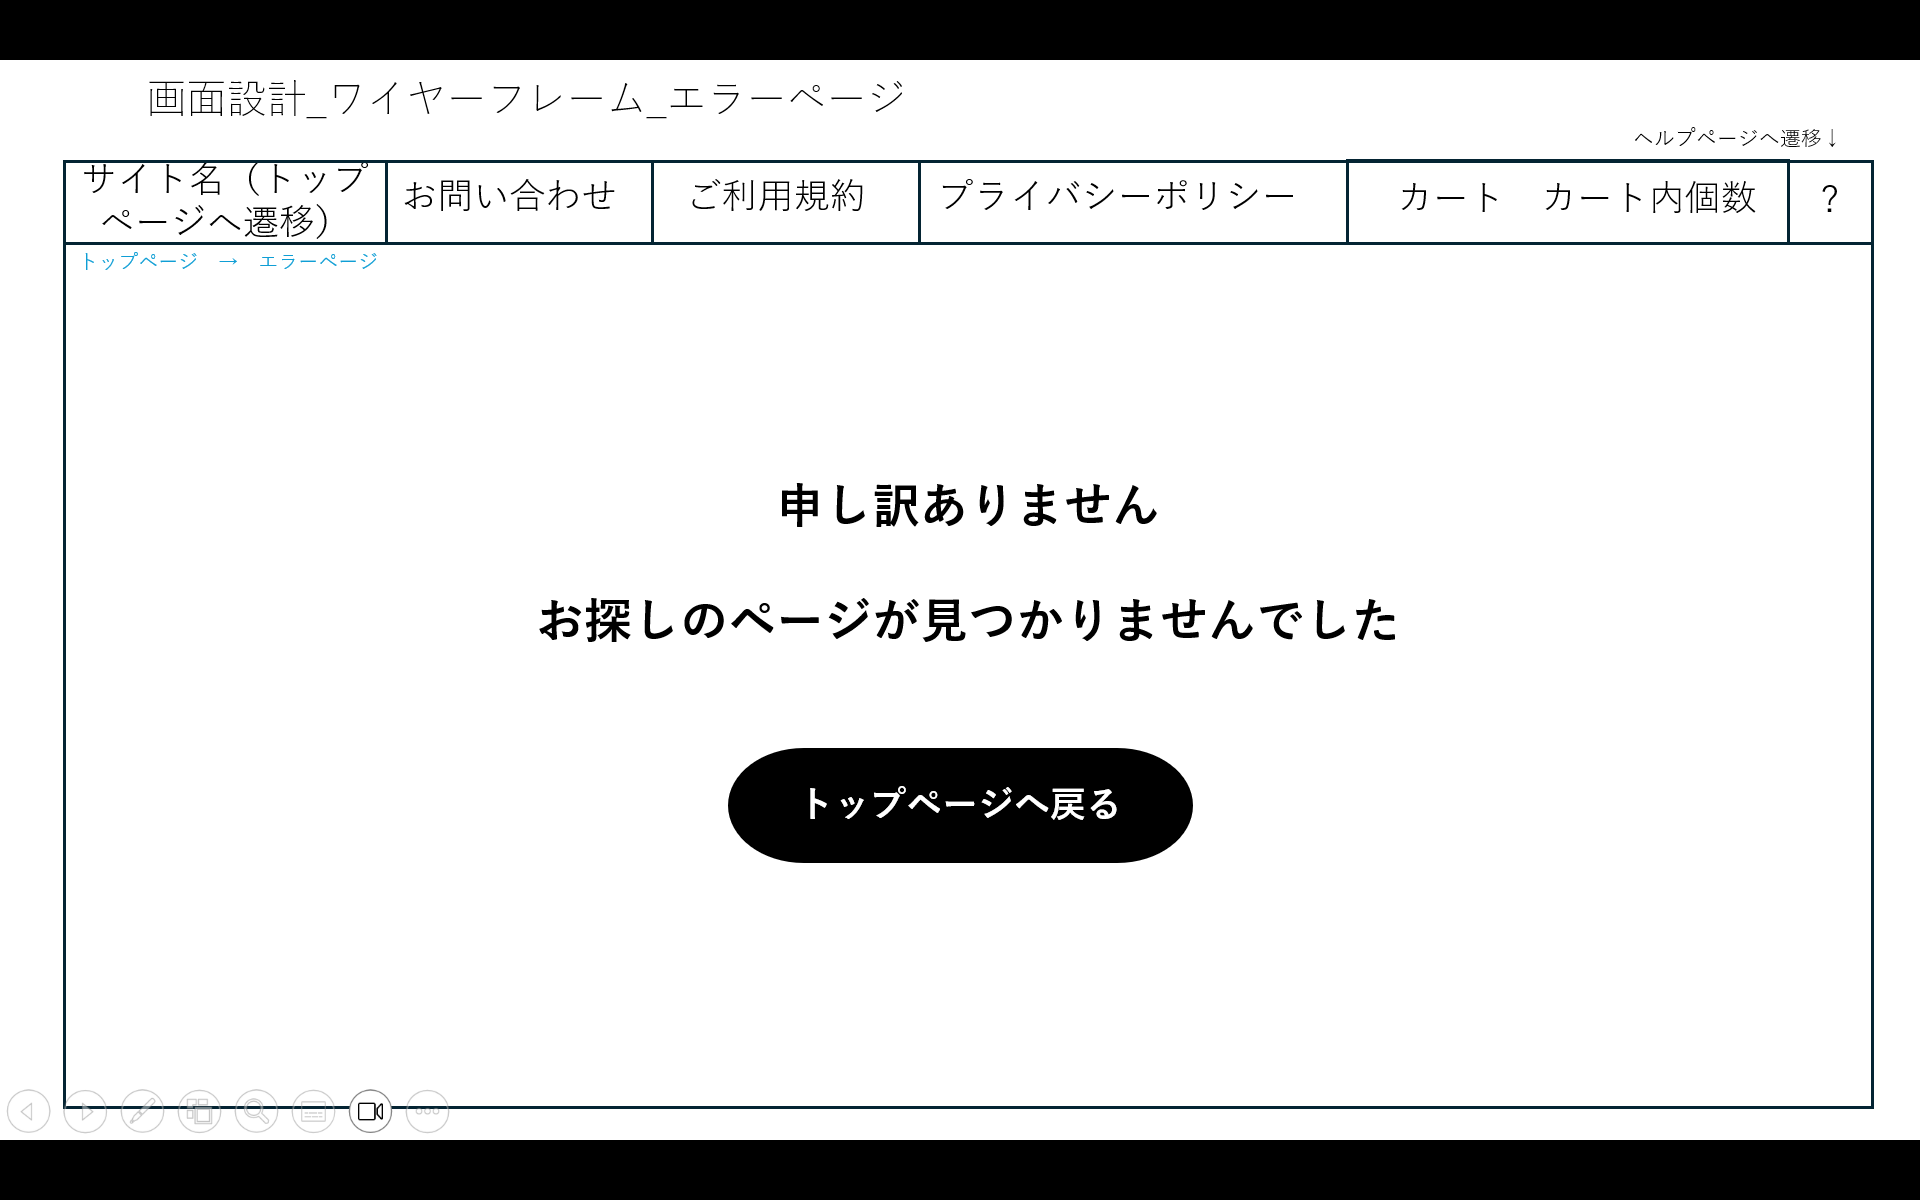 画面設計_ワイヤーフレーム_エラーページ
ヘルプページへ遷移↓
サイト名（トップ
ページへ遷移）
お問い合わせ
ご利用規約
プライバシーポリシー
カート　カート内個数
？
トップページ　→　エラーページ
申し訳ありません
お探しのページが見つかりませんでした
トップページへ戻る